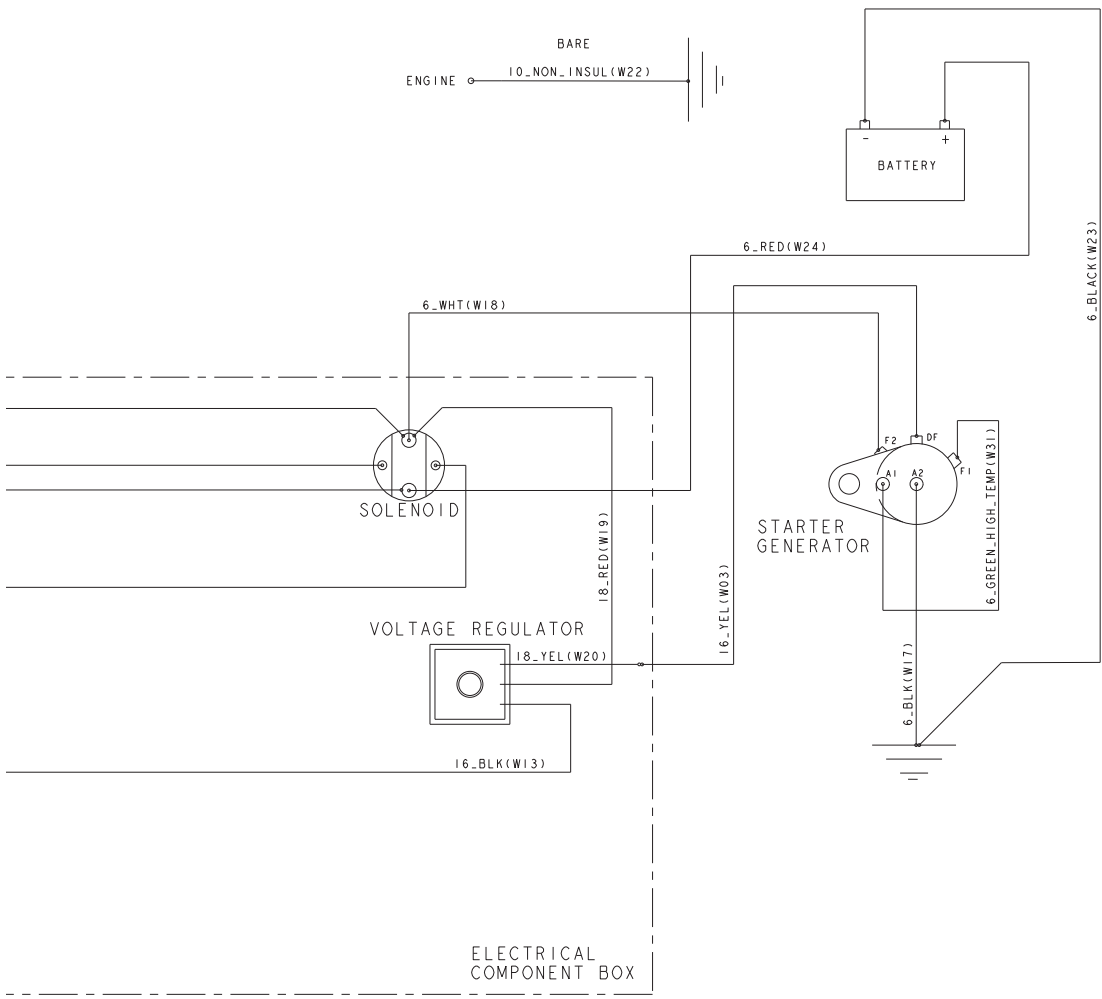 BARE
ENGINE
10_NON_INSUL(W22)
-
+
BATTERY
6_RED(W24)
6_BLACK(W23)
6_WHT(W18)
F2
DF
F1
A1
A2
SOLENOID
STARTER
GENERATOR
6_GREEN_HIGH_TEMP(W31)
18_RED(W19)
16_YEL(W03)
VOLTAGE REGULATOR
18_YEL(W20)
6_BLK(W17)
16_BLK(W13)
ELECTRICAL
COMPONENT BOX